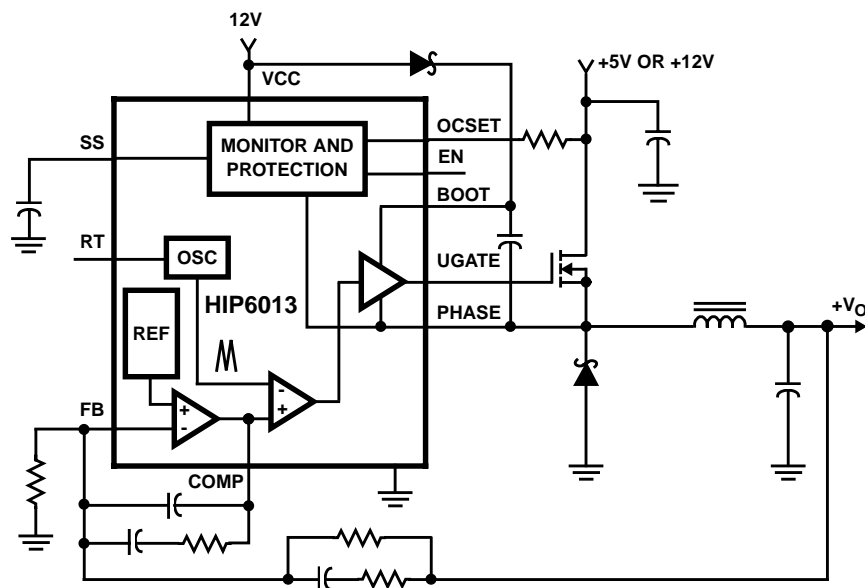 12V
VCC
+5V OR +12V
SS
MONITOR AND
PROTECTION
OCSET
EN
BOOT
RT
OSC
UGATE
HIP6013
PHASE
+VO
REF
FB
+
-
-
+
COMP